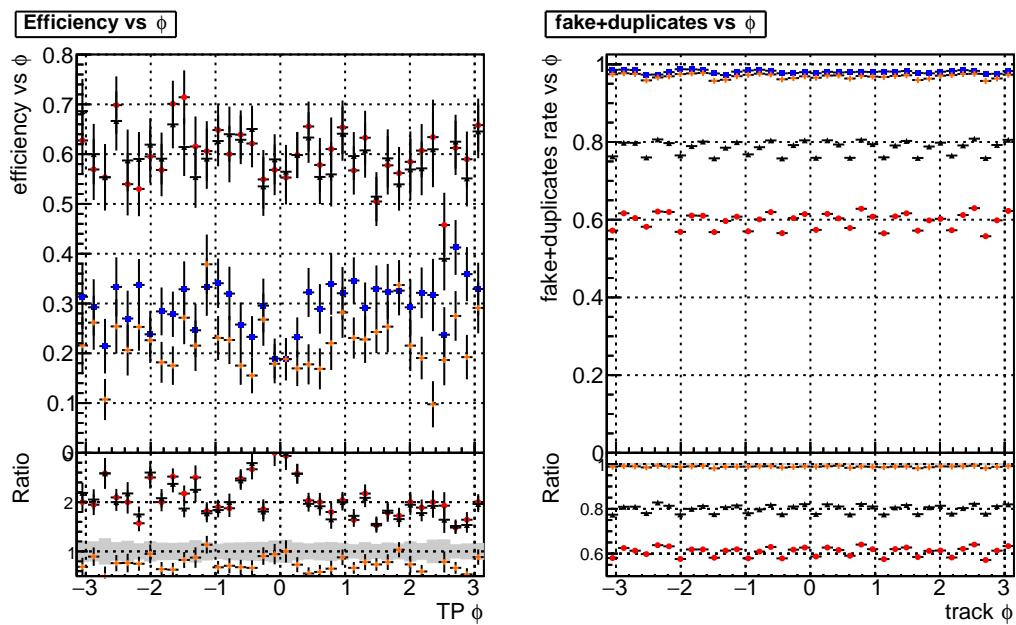 Efficiency vs ϕ
efficiency vs ϕ
0.8
0.7
0.6
0.5
0.4
0.3
0.2
0.1
0
Ratio
2
1
−3 −2 −1 0 1 2 3
TP ϕ
fake+duplicates vs ϕ
fake+duplicates rate vs ϕ
1
0.8
0.6
0.4
0.2
0
Ratio
1
0.8
0.6
−3 −2 −1 0 1 2 3
track ϕ